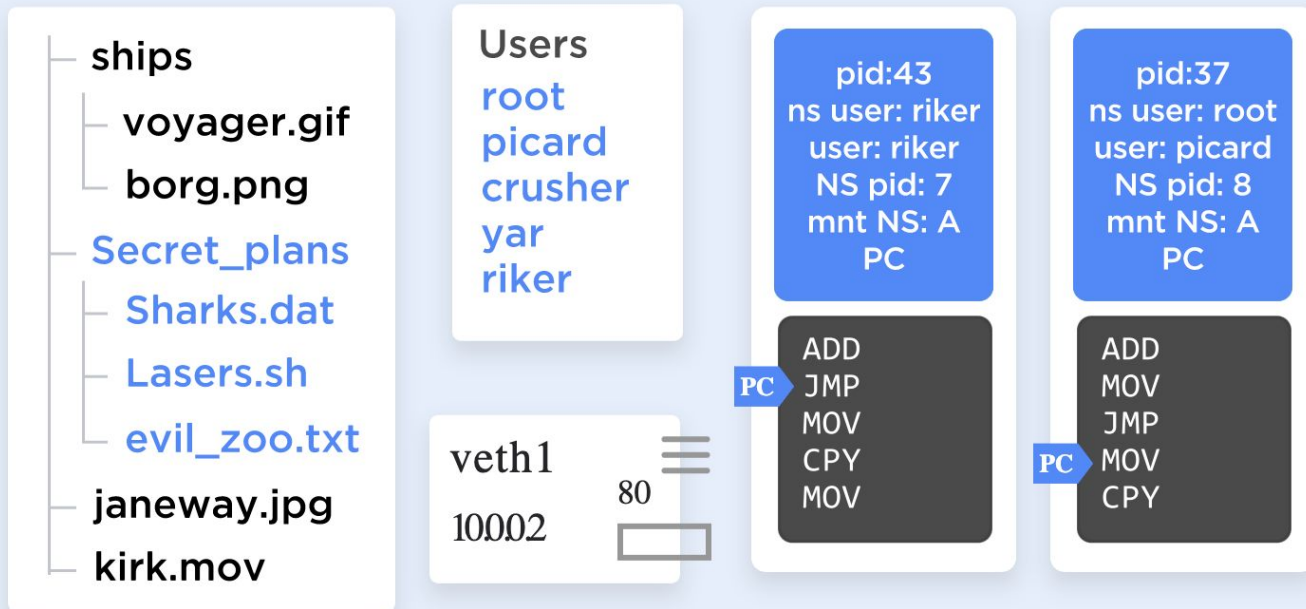 ships
voyager.gif
borg.png
Secret_plans
Sharks.dat
Lasers.sh
evil_zoo.txt
janeway.jpg
kirk.mov
Users
root
picard
crusher
yar
riker
veth1
80
10.0.0.2
pid:43
ns user: riker
user: riker
NS pid: 7
mnt NS: A
PC
PC
ADD
JMP
MOV
CPY
MOV
pid:37
ns user: root
user: picard
NS pid: 8
mnt NS: A
PC
PC
ADD
MOV
JMP
MOV
CPY